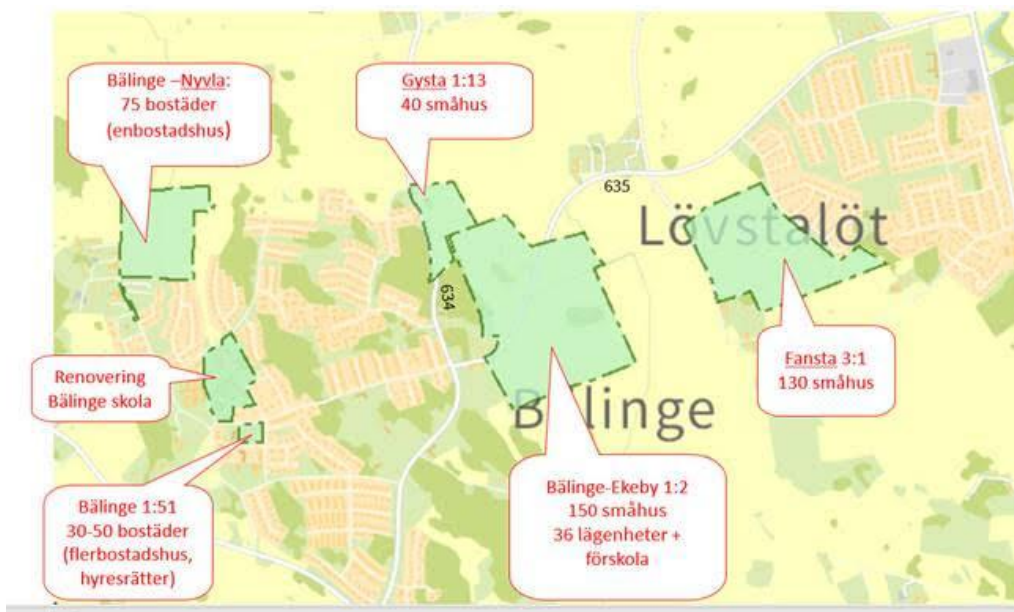 Bälinge –Nyvla:
75 bostäder
(enbostadshus)
Gysta 1:13
40 småhus
635
Lövstalöt
634
Fansta 3:1
130 småhus
Renovering
Bälinge skola
Bälinge
Bälinge 1:51
30-50 bostäder
(flerbostadshus,
hyresrätter)
Bälinge-Ekeby 1:2
150 småhus
36 lägenheter +
förskola